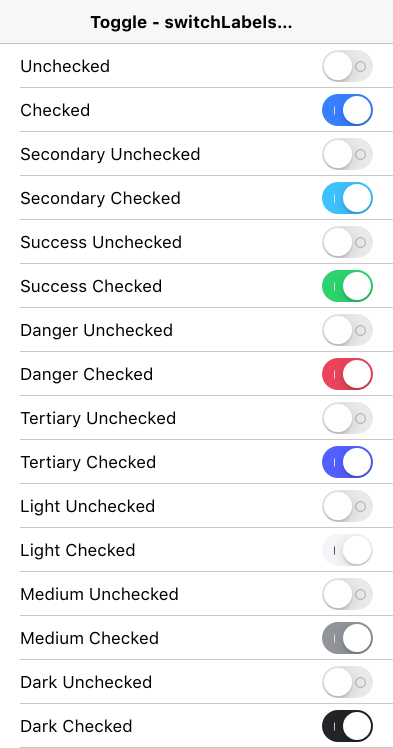 Toggle - switchLabels...
Unchecked
Checked
Secondary Unchecked
Secondary Checked
Success Unchecked
Success Checked
Danger Unchecked
Danger Checked
Tertiary Unchecked
Tertiary Checked
Light Unchecked
Light Checked
Medium Unchecked
Medium Checked
Dark Unchecked
Dark Checked